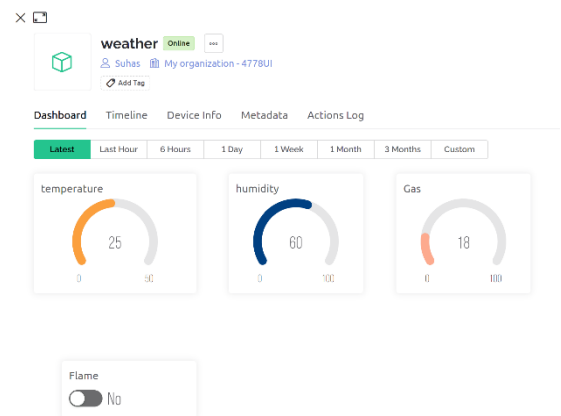 weather Online
Suhas My organization - 4778UI
Add Tag
Dashboard Timeline Device Info Metadata Actions Log
Latest Last Hour 6 Hours 1 Day 1 Week 1 Month 3 Months Custom
temperature humidity Gas
25 60 18
0 50 0 100 0 100
Flame
No